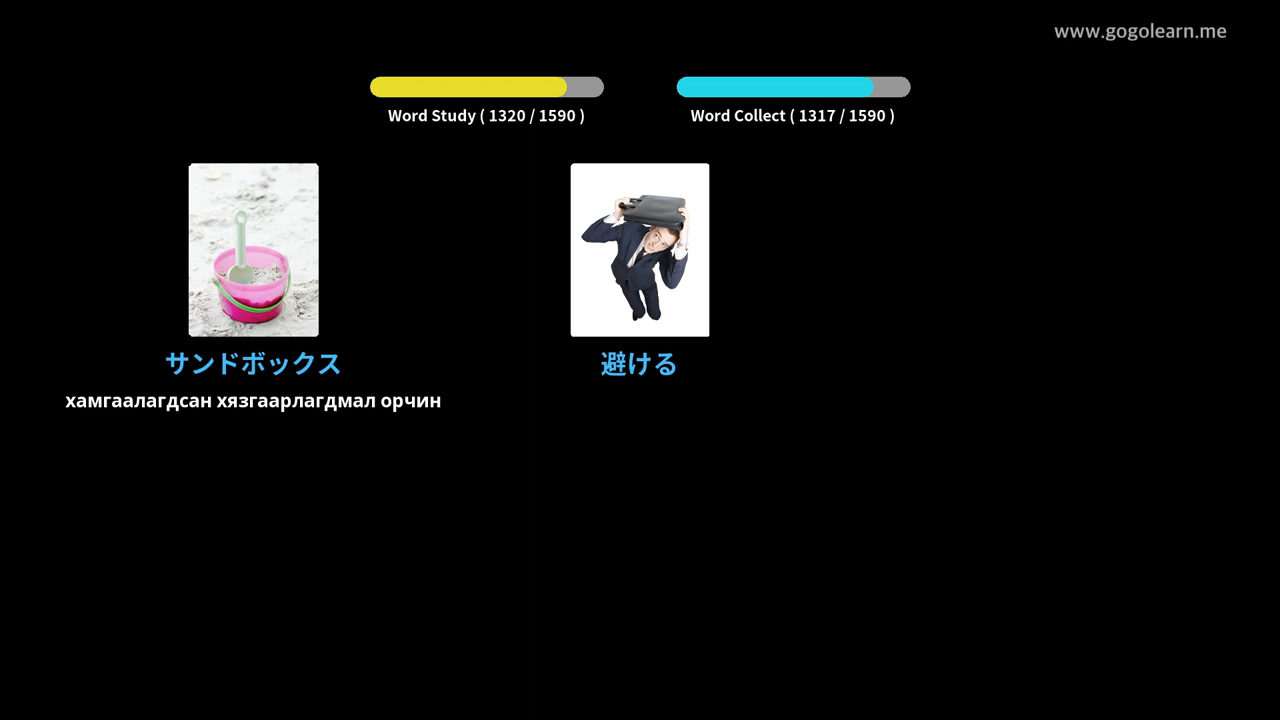 www.gogolearn.me
Word Study ( 1320 / 1590 )
Word Collect ( 1317 / 1590 )
サンドボックス
避ける
хамгаалагдсан хязгаарлагдмал орчин